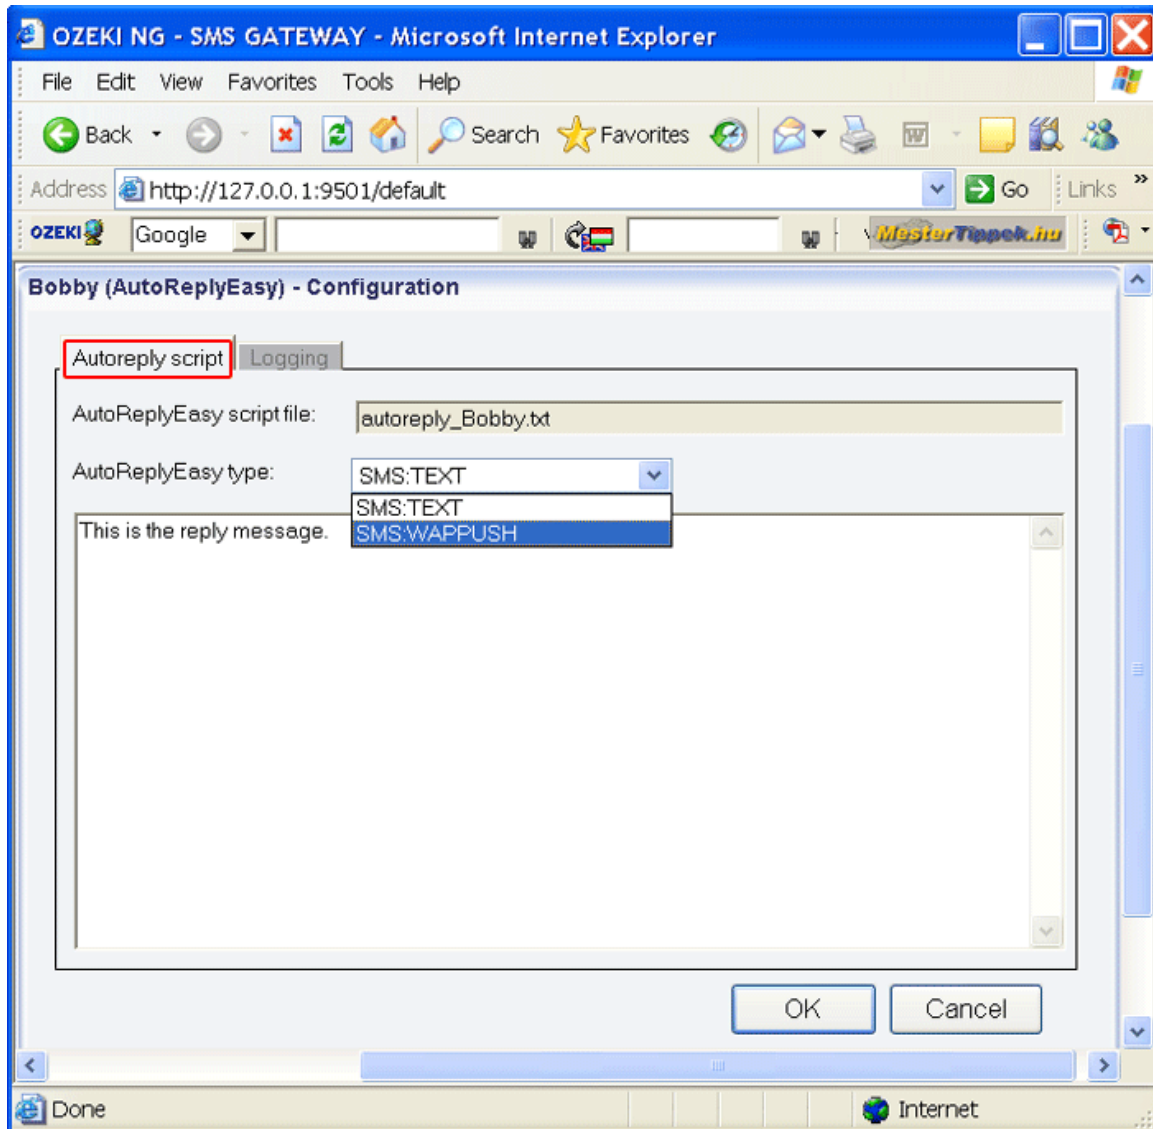 OZEKI NG - SMS GATEWAY - Microsoft Internet Explorer
File Edit View Favorites Tools Help
Back Search Favorites W
Address http://127.0.0.1:9501/default Go Links »
OZEKI Google MesterTippek.hu
Bobby (AutoReplyEasy) - Configuration
Autoreply script Logging
AutoReplyEasy script file: autoreply_Bobby.txt
AutoReplyEasy type: SMS:TEXT
SMS:TEXT
This is the reply message. SMS:WAPPUSH
OK Cancel
Done Internet